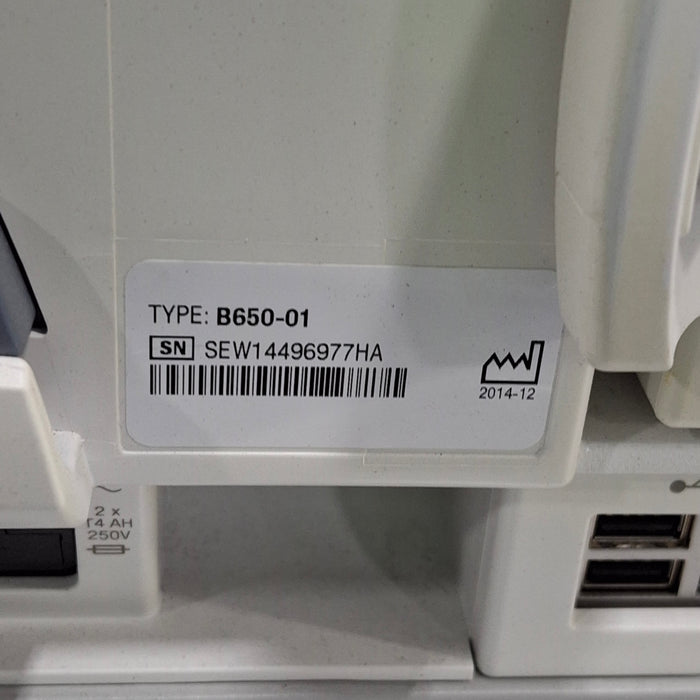 TYPE: B650-01
SN SEW14496977HA
2014-12
2 x
T4 AH
250V